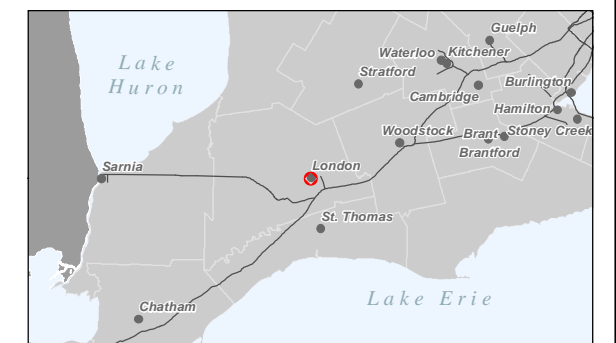 Guelph
Lake
Huron
Waterloo
Kitchener
Stratford
Burlington
Cambridge
Hamilton
Woodstock
Brant
Stoney Creek
Brantford
Sarnia
London
St. Thomas
Lake Erie
Chatham